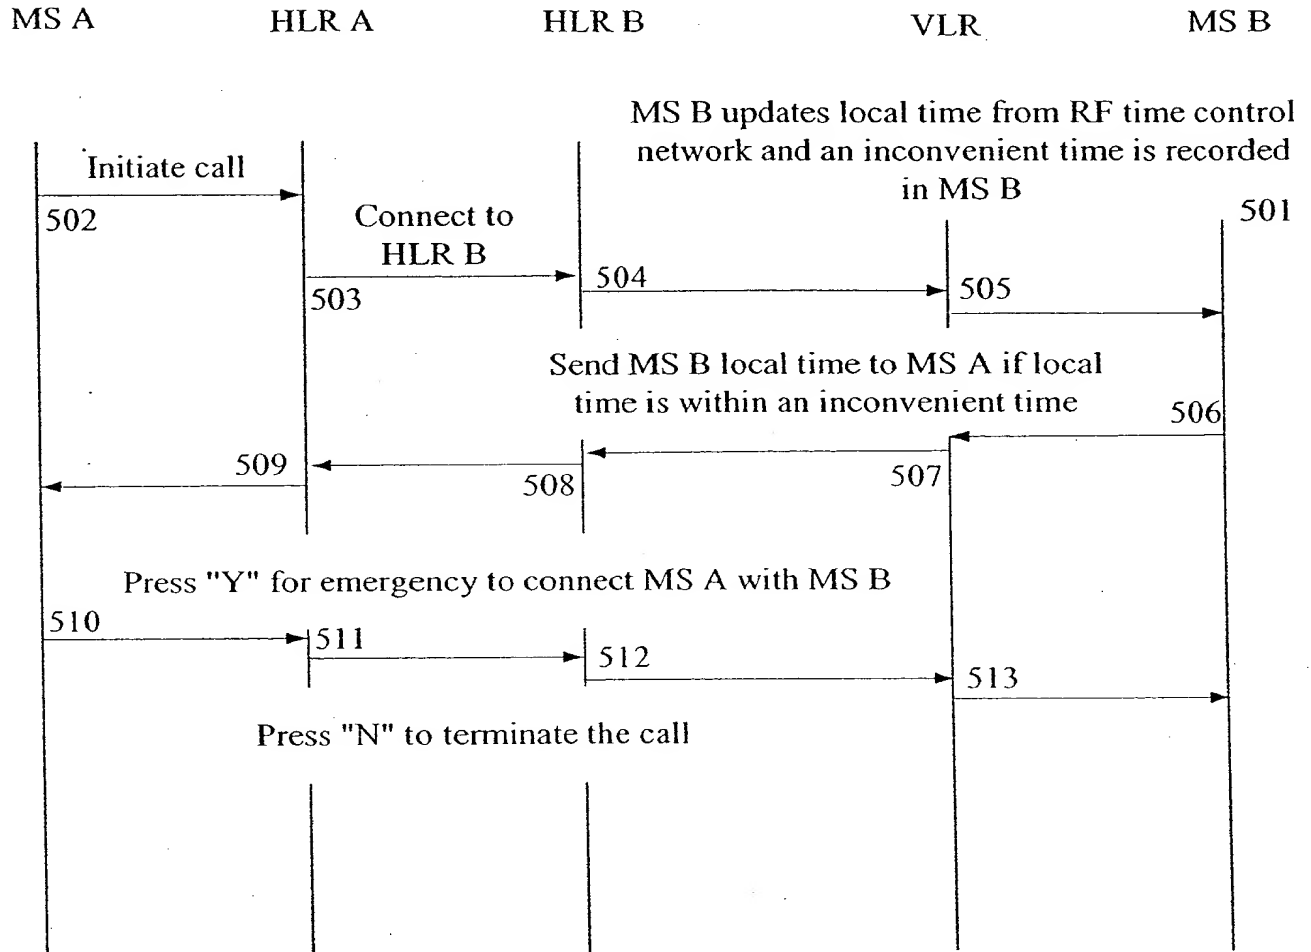 MS A HLR A HLR B VLR MS B
MS B updates local time from RF time control
network and an inconvenient time is recorded
in MS B
501
Initiate call
502
Connect to
HLR B
503
504
505
Send MS B local time to MS A if local
time is within an inconvenient time
506
507
508
509
Press "Y" for emergency to connect MS A with MS B
510
511
512
513
Press "N" to terminate the call